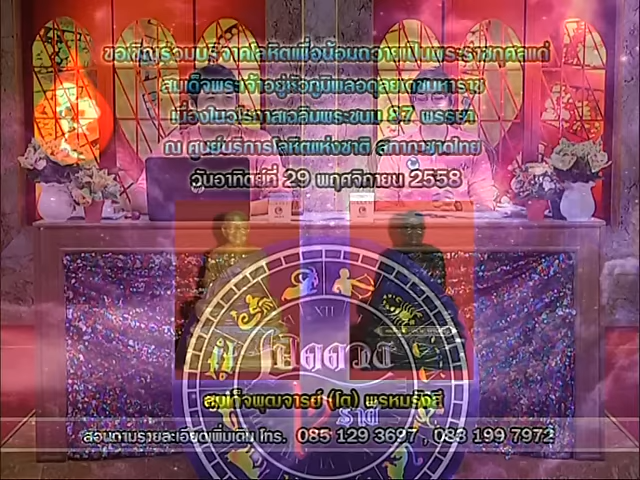 ขอเชิญร่วมบริจาคโลหิตเพื่อน้อมถวายเป็นพระราชกุศลแด่
สมเด็จพระเจ้าอยู่หัวภูมิพลอดุลยเดชมหาราช
เนื่องในวโรกาสเฉลิมพระชนม 87 พรรษา
ณ ศูนย์บริการโลหิตแห่งชาติ สภากาชาดไทย
วันอาทิตย์ที่ 29 พฤศจิกายน 2558
XII
เปิดดวง
สมเด็จพุฒจารย์ (โต) พรหมรังสี
12 ราศี
สอบถามรายละเอียดเพิ่มเติม โทร. 085 129 3697 , 083 199 7972